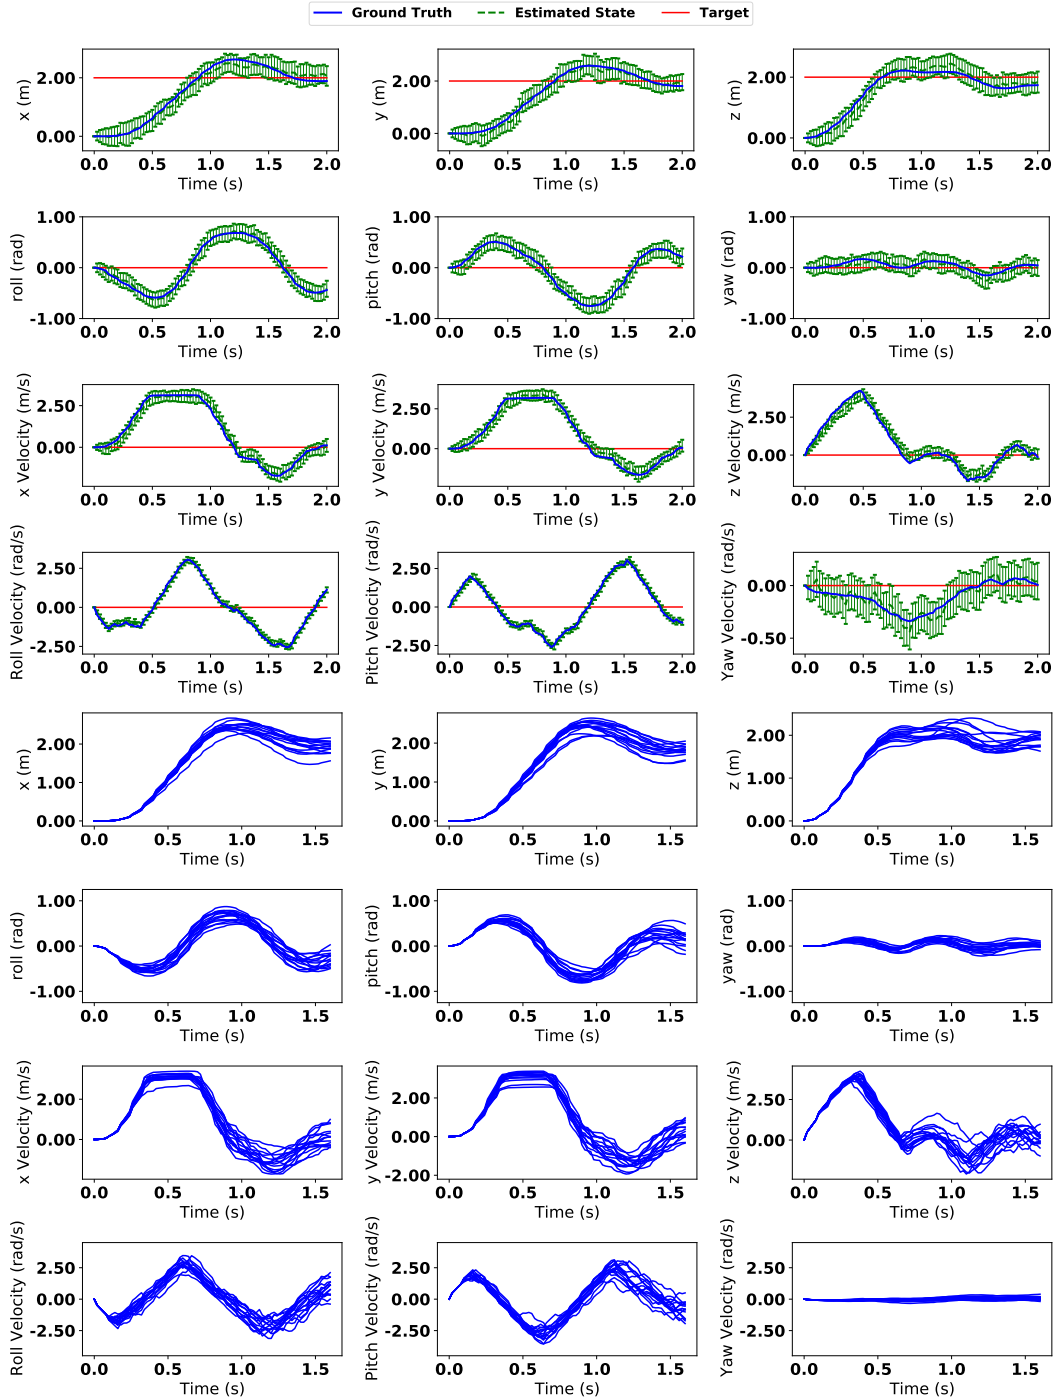 Ground Truth Estimated State Target
x (m) 2.00 0.00 0.0 0.5 1.0 1.5 2.0 Time (s)
y (m) 2.00 0.00 0.0 0.5 1.0 1.5 2.0 Time (s)
z (m) 2.00 0.00 0.0 0.5 1.0 1.5 2.0 Time (s)
roll (rad) 1.00 0.00 -1.00 0.0 0.5 1.0 1.5 2.0 Time (s)
pitch (rad) 1.00 0.00 -1.00 0.0 0.5 1.0 1.5 2.0 Time (s)
yaw (rad) 1.00 0.00 -1.00 0.0 0.5 1.0 1.5 2.0 Time (s)
x Velocity (m/s) 2.50 0.00 0.0 0.5 1.0 1.5 2.0 Time (s)
y Velocity (m/s) 2.50 0.00 0.0 0.5 1.0 1.5 2.0 Time (s)
z Velocity (m/s) 2.50 0.00 0.0 0.5 1.0 1.5 2.0 Time (s)
Roll Velocity (rad/s) 2.50 0.00 -2.50 0.0 0.5 1.0 1.5 2.0 Time (s)
Pitch Velocity (rad/s) 2.50 0.00 -2.50 0.0 0.5 1.0 1.5 2.0 Time (s)
Yaw Velocity (rad/s) 0.00 -0.50 0.0 0.5 1.0 1.5 2.0 Time (s)
x (m) 2.00 1.00 0.00 0.0 0.5 1.0 1.5 Time (s)
y (m) 2.00 1.00 0.00 0.0 0.5 1.0 1.5 Time (s)
z (m) 2.00 1.00 0.00 0.0 0.5 1.0 1.5 Time (s)
roll (rad) 1.00 0.00 -1.00 0.0 0.5 1.0 1.5 Time (s)
pitch (rad) 1.00 0.00 -1.00 0.0 0.5 1.0 1.5 Time (s)
yaw (rad) 1.00 0.00 -1.00 0.0 0.5 1.0 1.5 Time (s)
x Velocity (m/s) 2.00 0.00 0.0 0.5 1.0 1.5 Time (s)
y Velocity (m/s) 2.00 0.00 -2.00 0.0 0.5 1.0 1.5 Time (s)
z Velocity (m/s) 2.50 0.00 0.0 0.5 1.0 1.5 Time (s)
Roll Velocity (rad/s) 2.50 0.00 -2.50 0.0 0.5 1.0 1.5 Time (s)
Pitch Velocity (rad/s) 2.50 0.00 -2.50 0.0 0.5 1.0 1.5 Time (s)
Yaw Velocity (rad/s) 2.50 0.00 -2.50 0.0 0.5 1.0 1.5 Time (s)